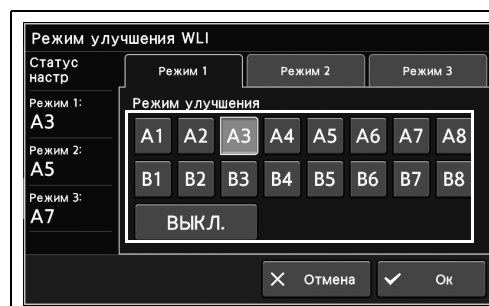 Режим улучшения WLI
Статус
настр
Режим 1:
A3
Режим 2:
A5
Режим 3:
A7
Режим 1 Режим 2 Режим 3
Режим улучшения
A1 A2 A3 A4 A5 A6 A7 A8
B1 B2 B3 B4 B5 B6 B7 B8
ВЫКЛ.
Отмена Ок